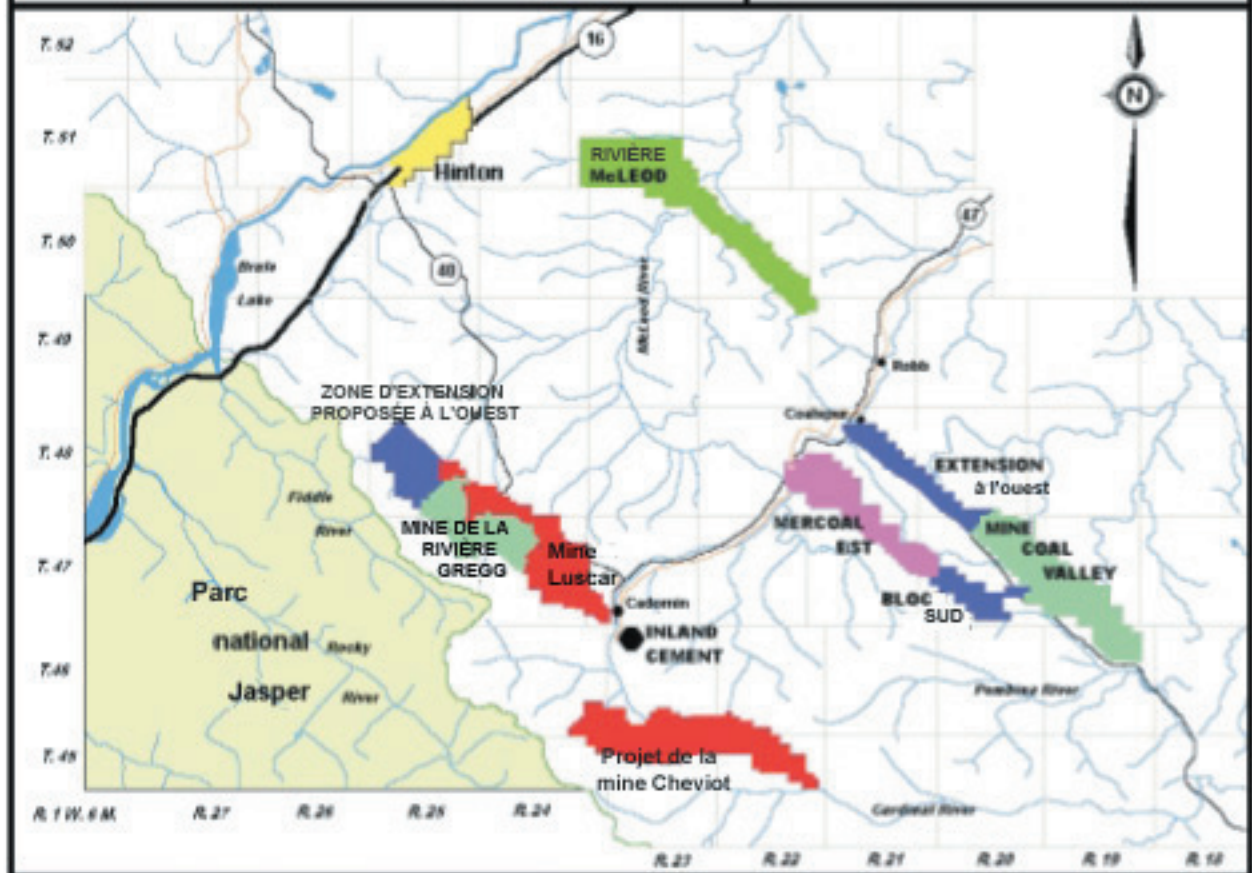 T. 52
16
T. 51
Hinton
RIVIÈRE
McLEOD
T. 50
Brule
Lake
40
McLeod River
47
T. 49
Robb
ZONE D'EXTENSION
PROPOSÉE À L'OUEST
Coalspur
T. 48
EXTENSION
à l'ouest
Fiddle
River
MINE DE LA
RIVIÈRE
GREGG
Mine
Luscar
MERCOAL
EST
MINE
COAL
VALLEY
T. 47
Parc
national
Jasper
Cadomin
INLAND
CEMENT
BLOC
SUD
Rocky
River
T. 46
Pembina River
Projet de la
mine Cheviot
Cardinal River
R. 1 W. 6 M.
R. 27
R. 26
R. 25
R. 24
R. 23
R. 22
R. 21
R. 20
R. 19
R. 18
N